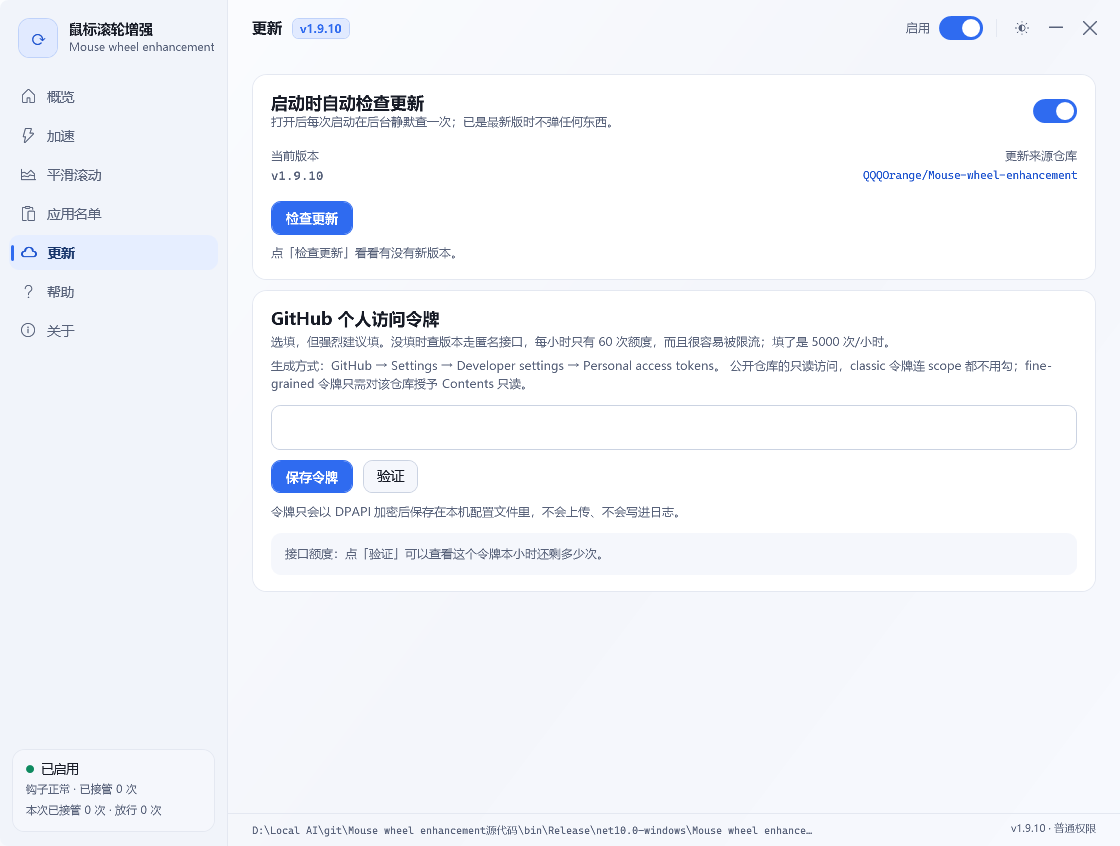 鼠标滚轮增强
Mouse wheel enhancement
概览
加速
平滑滚动
应用名单
更新
帮助
关于
已启用
钩子正常 · 已接管 0 次
本次已接管 0 次 · 放行 0 次
更新 v1.9.10
启用
启动时自动检查更新
打开后每次启动在后台静默查一次；已是最新版时不弹任何东西。
当前版本
v1.9.10
更新来源仓库
QQQOrange/Mouse-wheel-enhancement
检查更新
点「检查更新」看看有没有新版本。
GitHub 个人访问令牌
选填，但强烈建议填。没填时查版本走匿名接口，每小时只有 60 次额度，而且很容易被限流；填了是 5000 次/小时。
生成方式：GitHub → Settings → Developer settings → Personal access tokens。 公开仓库的只读访问，classic 令牌连 scope 都不用勾；fine-
grained 令牌只需对该仓库授予 Contents 只读。
保存令牌
验证
令牌只会以 DPAPI 加密后保存在本机配置文件里，不会上传、不会写进日志。
接口额度：点「验证」可以查看这个令牌本小时还剩多少次。
D:\Local AI\git\Mouse wheel enhancement源代码\bin\Release\net10.0-windows\Mouse wheel enhance…
v1.9.10 · 普通权限